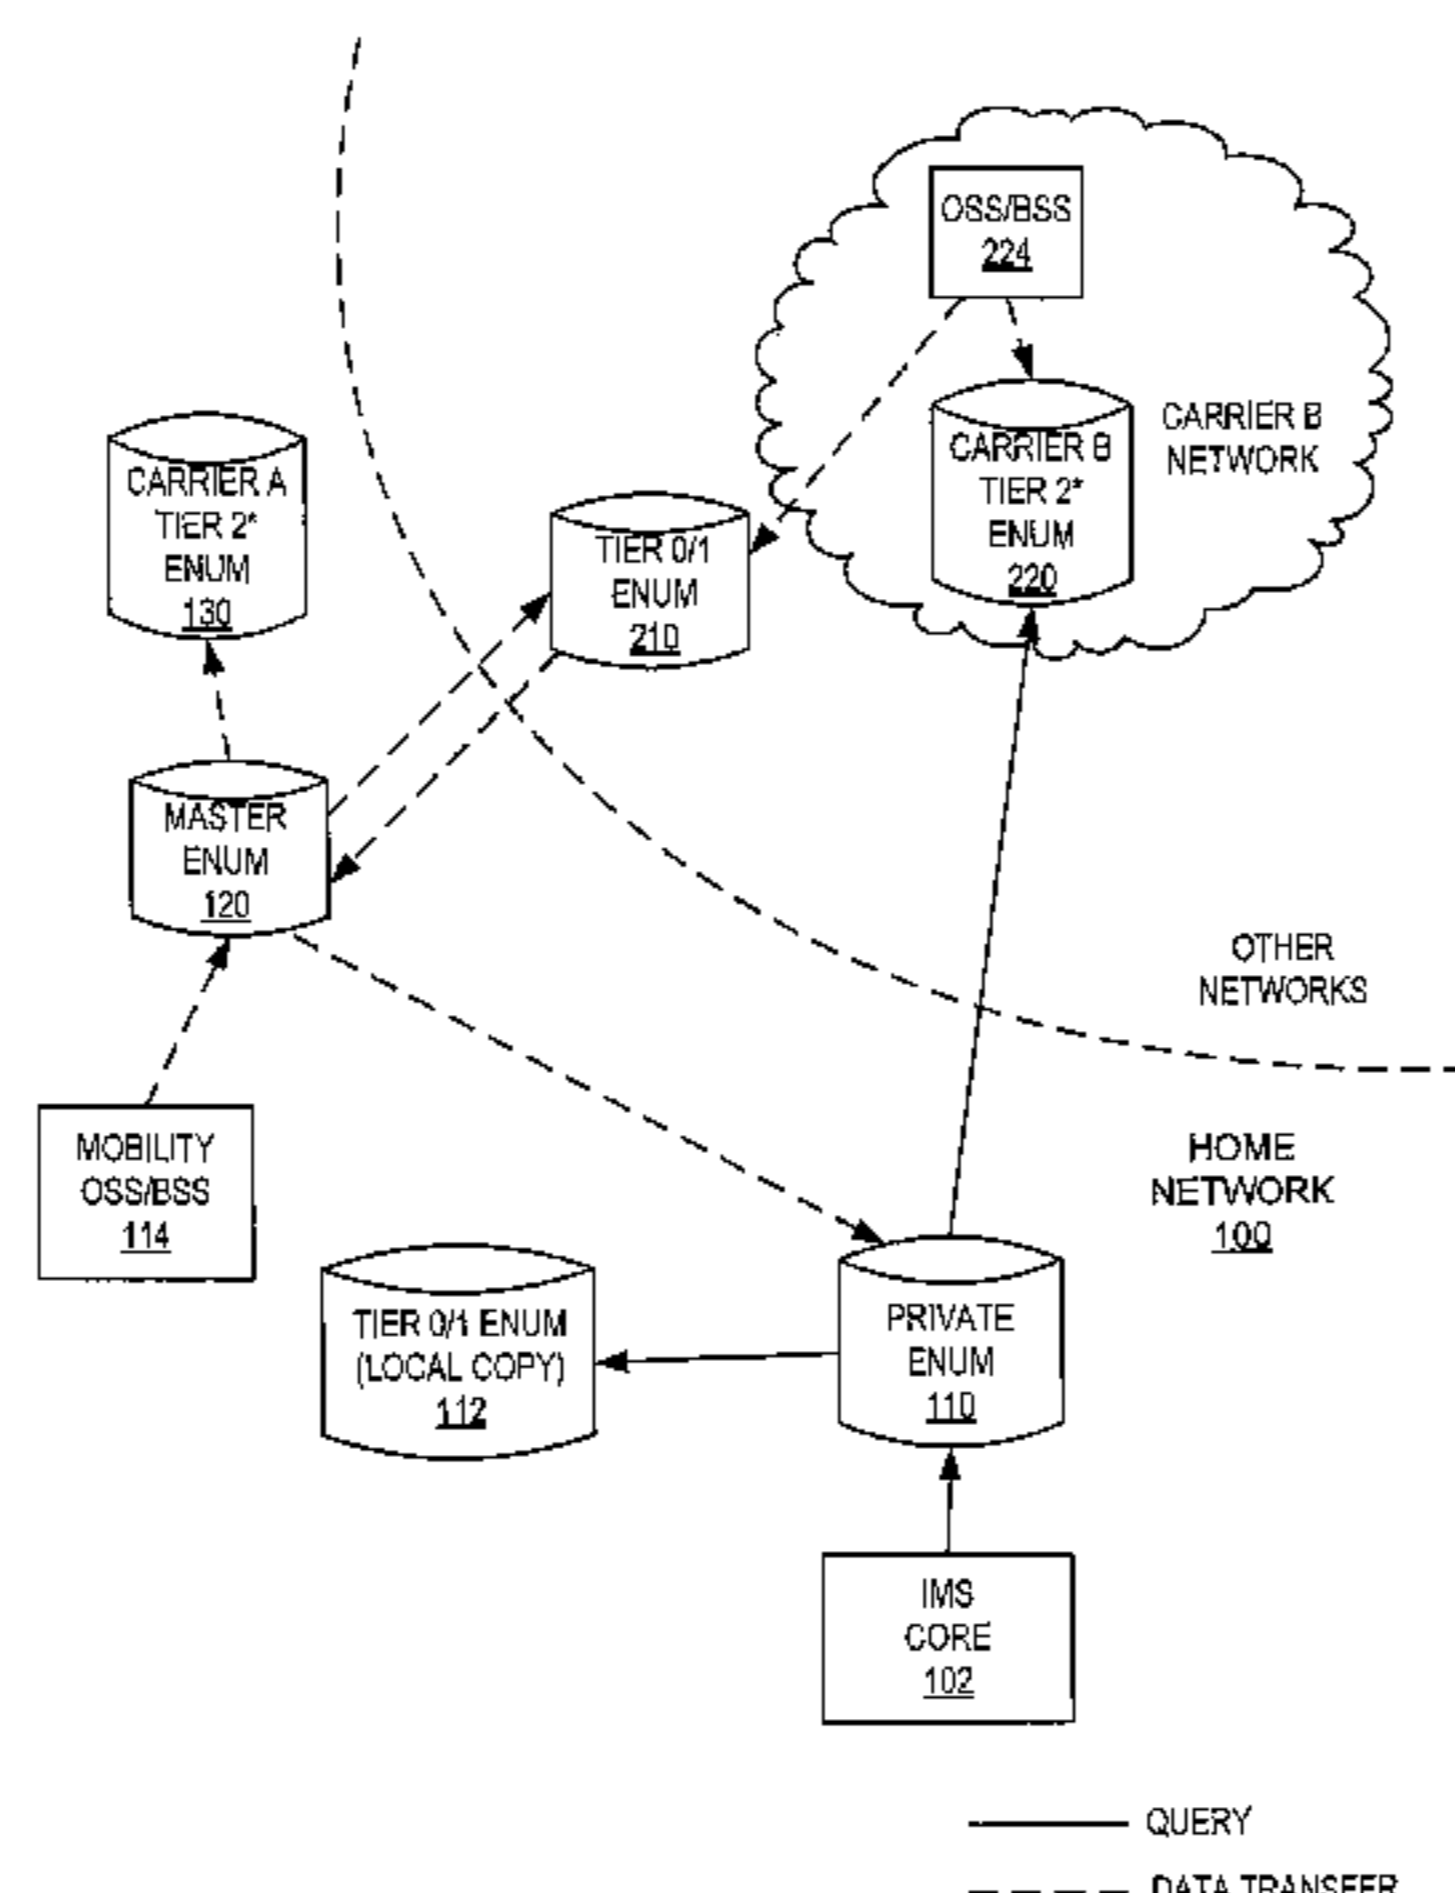 OSS/BSS
224
CARRIER B
NETWORK
CARRIER B
TIER 2*
ENUM
220
CARRIER A
TIER 2*
ENUM
130
TIER 0/1
ENUM
210
MASTER
ENUM
120
OTHER
NETWORKS
MOBILITY
OSS/BSS
114
HOME
NETWORK
100
TIER 0/1 ENUM
(LOCAL COPY)
112
PRIVATE
ENUM
110
IMS
CORE
102
QUERY
DATA TRANSFER